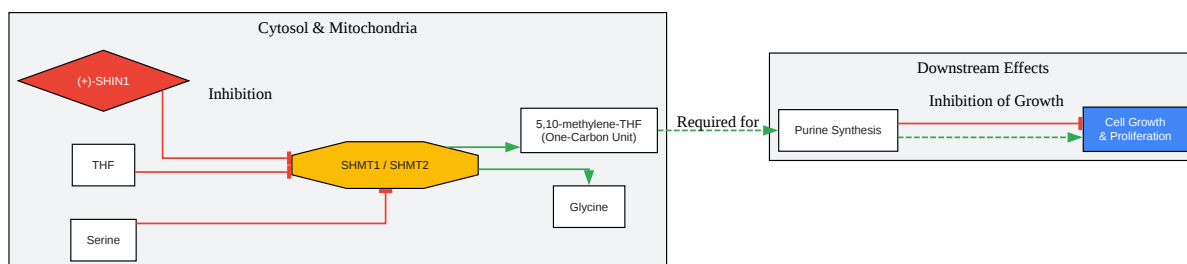 Cytosol & Mitochondria
(+)-SHIN1
Inhibition
THF
Serine
SHMT1 / SHMT2
5,10-methylene-THF
(One-Carbon Unit)
Glycine
Required for
Downstream Effects
Inhibition of Growth
Purine Synthesis
Cell Growth
& Proliferation